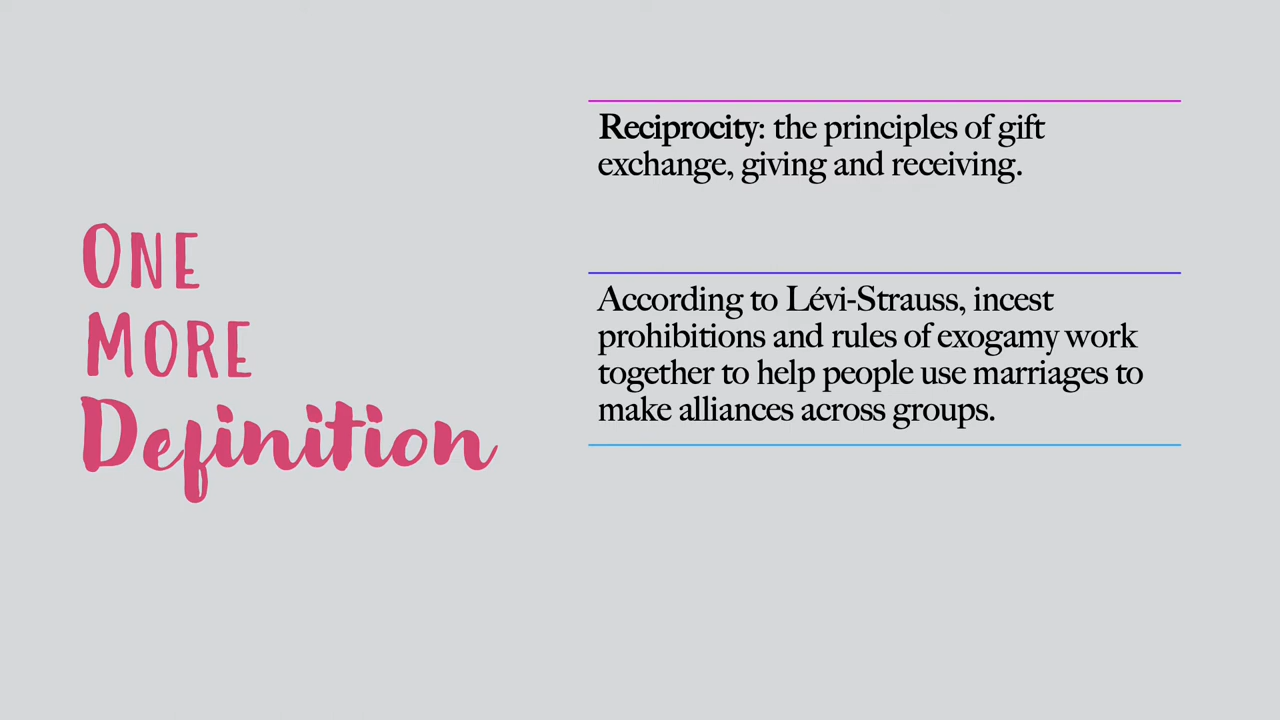 One
More
Definition
Reciprocity: the principles of gift
exchange, giving and receiving.
According to Lévi-Strauss, incest
prohibitions and rules of exogamy work
together to help people use marriages to
make alliances across groups.